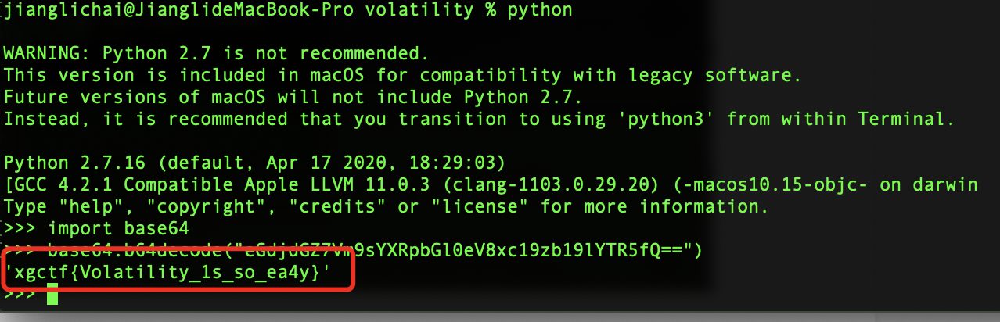 jianglichai@JianglideMacBook-Pro volatility % python
WARNING: Python 2.7 is not recommended.
This version is included in macOS for compatibility with legacy software.
Future versions of macOS will not include Python 2.7.
Instead, it is recommended that you transition to using 'python3' from within Terminal.
Python 2.7.16 (default, Apr 17 2020, 18:29:03)
[GCC 4.2.1 Compatible Apple LLVM 11.0.3 (clang-1103.0.29.20) (-macos10.15-objc- on darwin
Type "help", "copyright", "credits" or "license" for more information.
>>> import base64
>>> base64.b64decode("eGdjdGZ7Vm9sYXRpbGl0eV8xc19zb19lYTR5fQ==")
'xgctf{Volatility_1s_so_ea4y}'
>>>